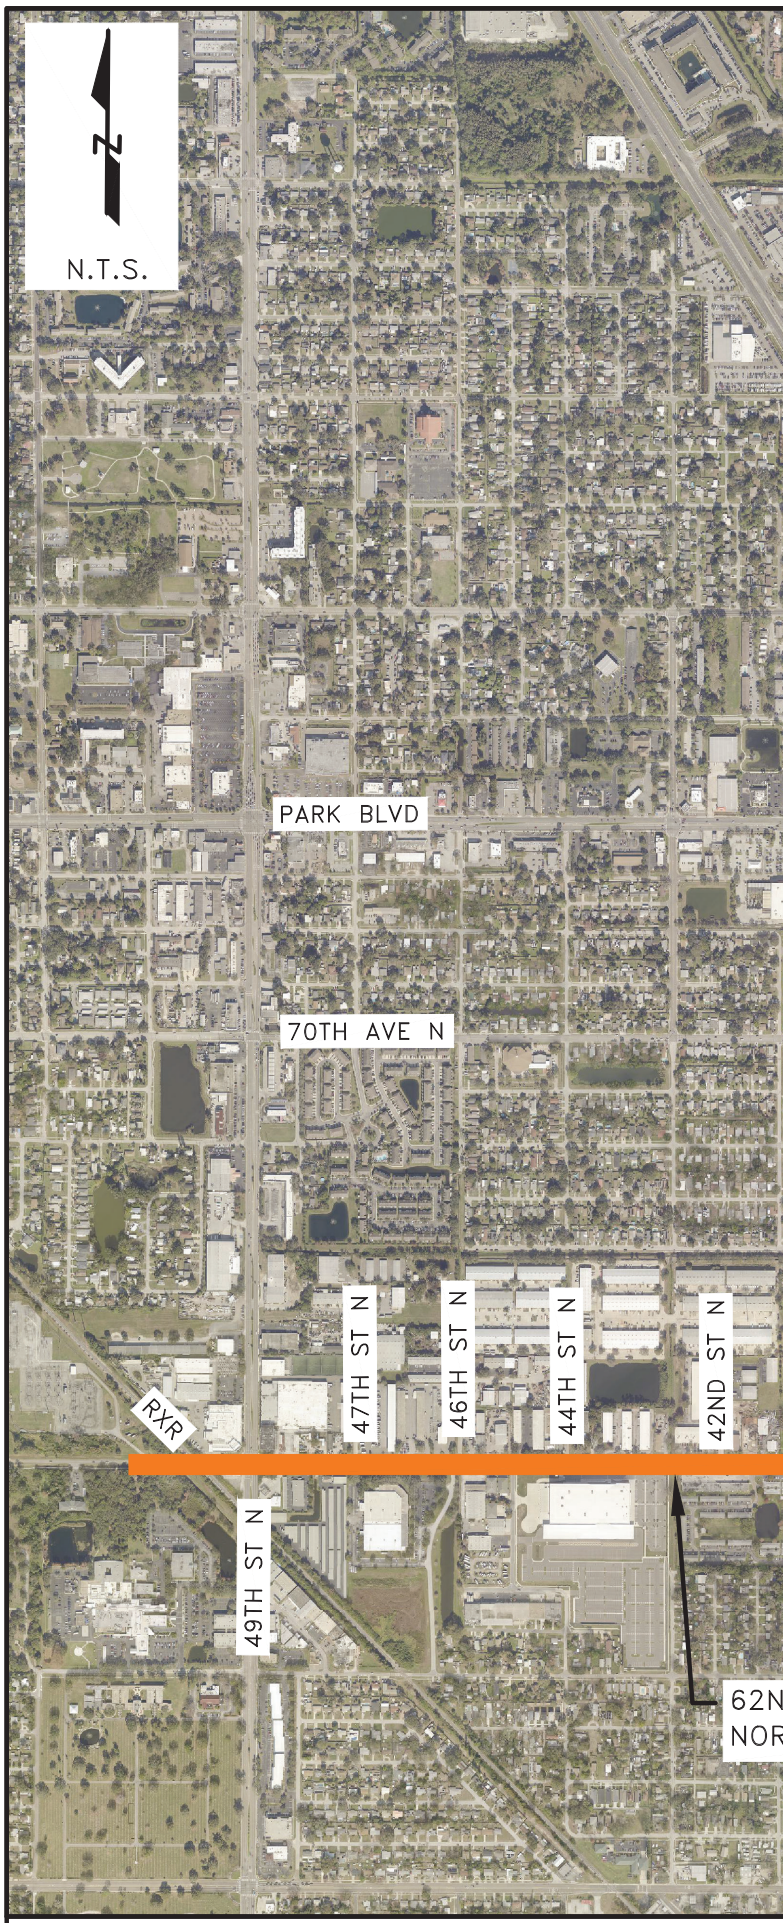 N
N.T.S.
PARK BLVD
70TH AVE N
47TH ST N
46TH ST N
44TH ST N
42ND ST N
RXR
49TH ST N
62N
NOR